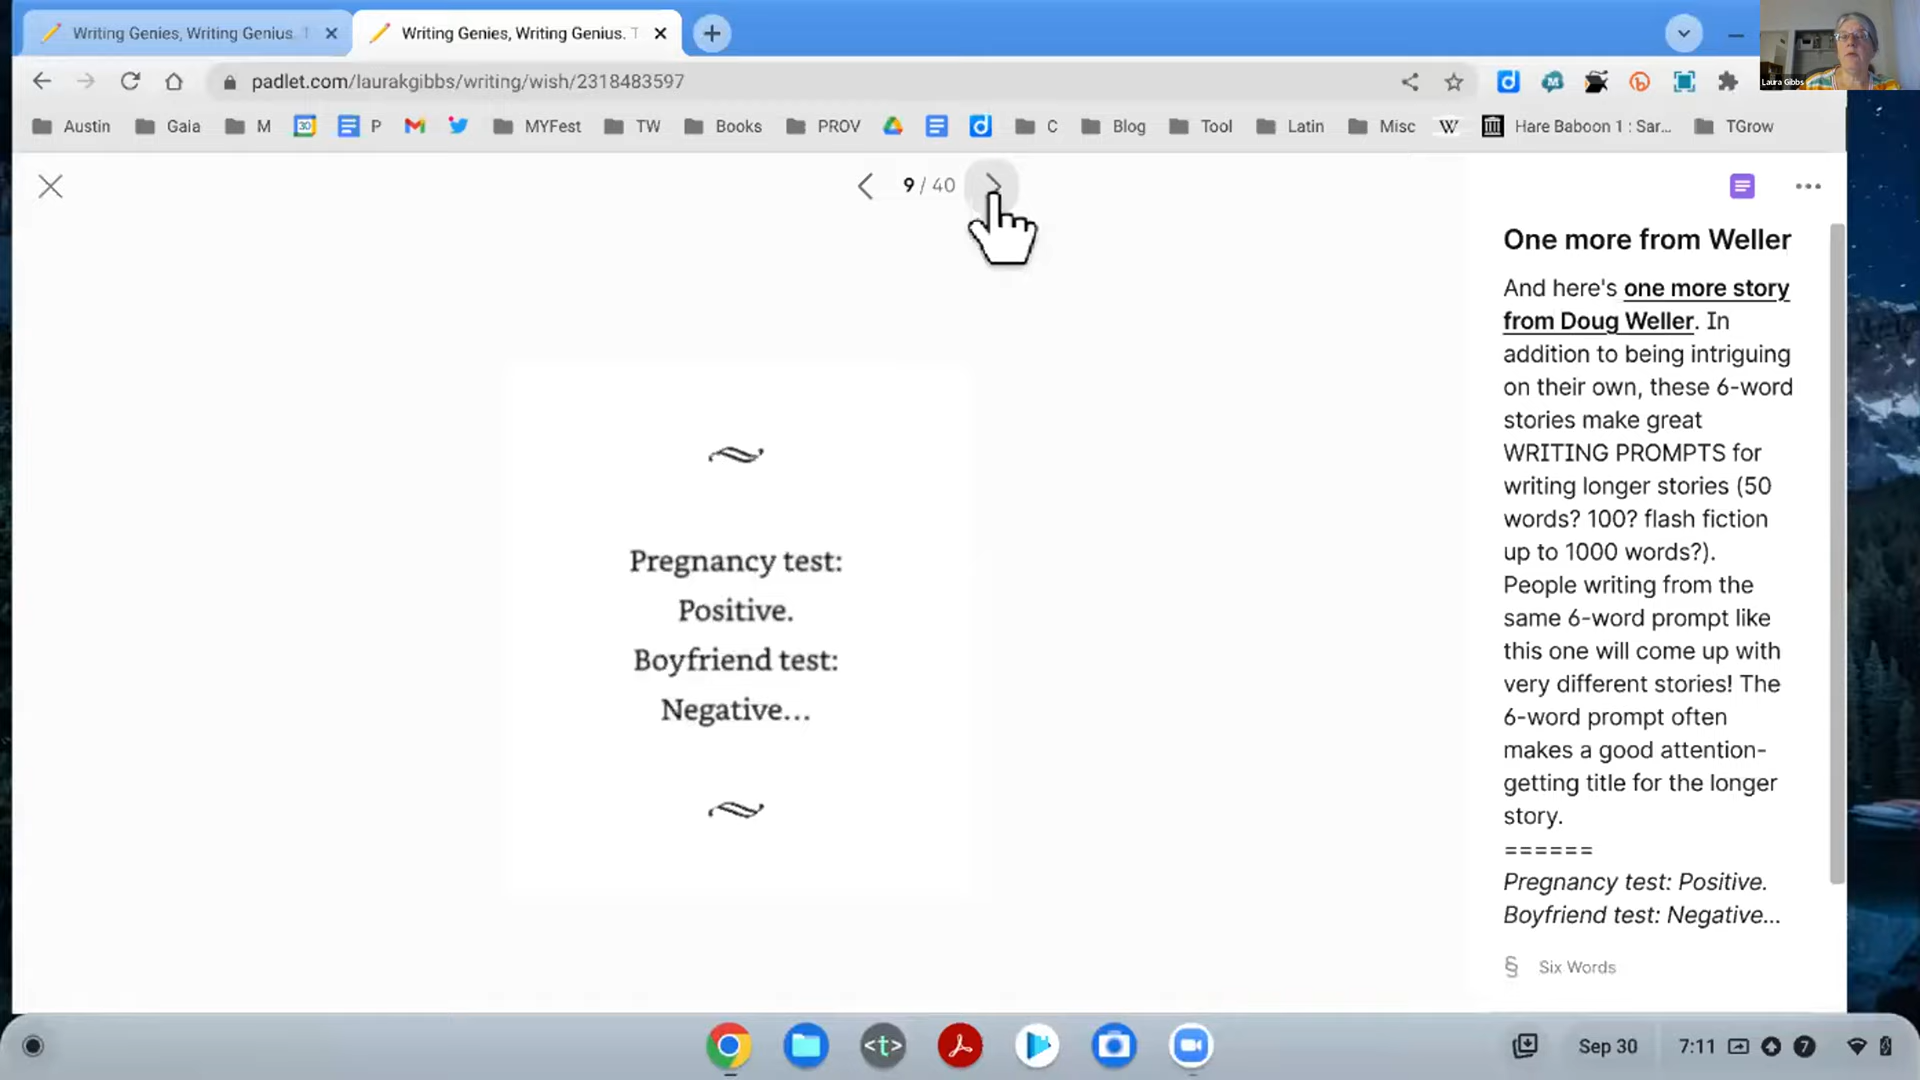 Writing Genies, Writing Genius. T
Writing Genies, Writing Genius. T
padlet.com/laurakgibbs/writing/wish/2318483597
Laura Gibbs
Austin
Gaia
M
30
P
MYFest
TW
Books
PROV
C
Blog
Tool
Latin
Misc
W
Hare Baboon 1 : Sar...
TGrow
9 / 40
Pregnancy test:
Positive.
Boyfriend test:
Negative...
One more from Weller
And here's one more story
from Doug Weller. In
addition to being intriguing
on their own, these 6-word
stories make great
WRITING PROMPTS for
writing longer stories (50
words? 100? flash fiction
up to 1000 words?).
People writing from the
same 6-word prompt like
this one will come up with
very different stories! The
6-word prompt often
makes a good attention-
getting title for the longer
story.
======
Pregnancy test: Positive.
Boyfriend test: Negative...
§ Six Words
<t>
Sep 30
7:11
7